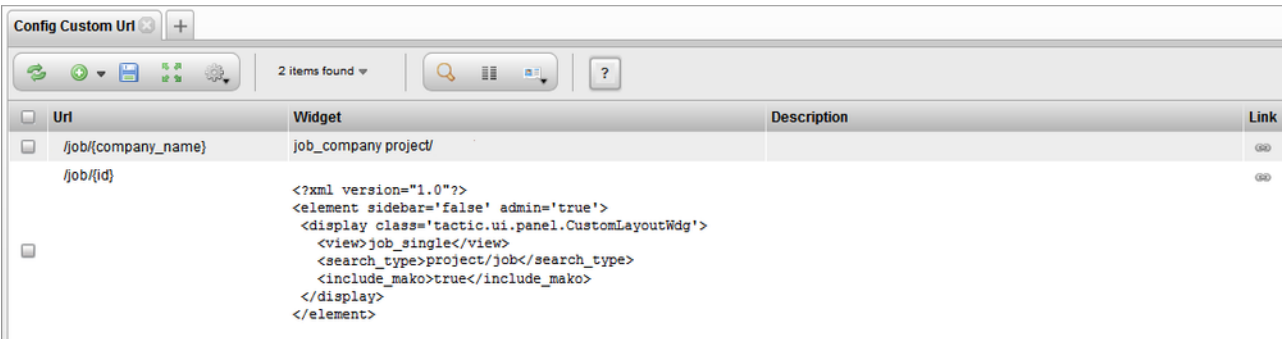 Config Custom Url
2 items found
?
Url Widget Description Link
/job/{company_name} job_company project/
/job/{id}
<?xml version="1.0"?>
<element sidebar='false' admin='true'>
<display class='tactic.ui.panel.CustomLayoutWdg'>
<view>job_single</view>
<search_type>project/job</search_type>
<include_mako>true</include_mako>
</display>
</element>